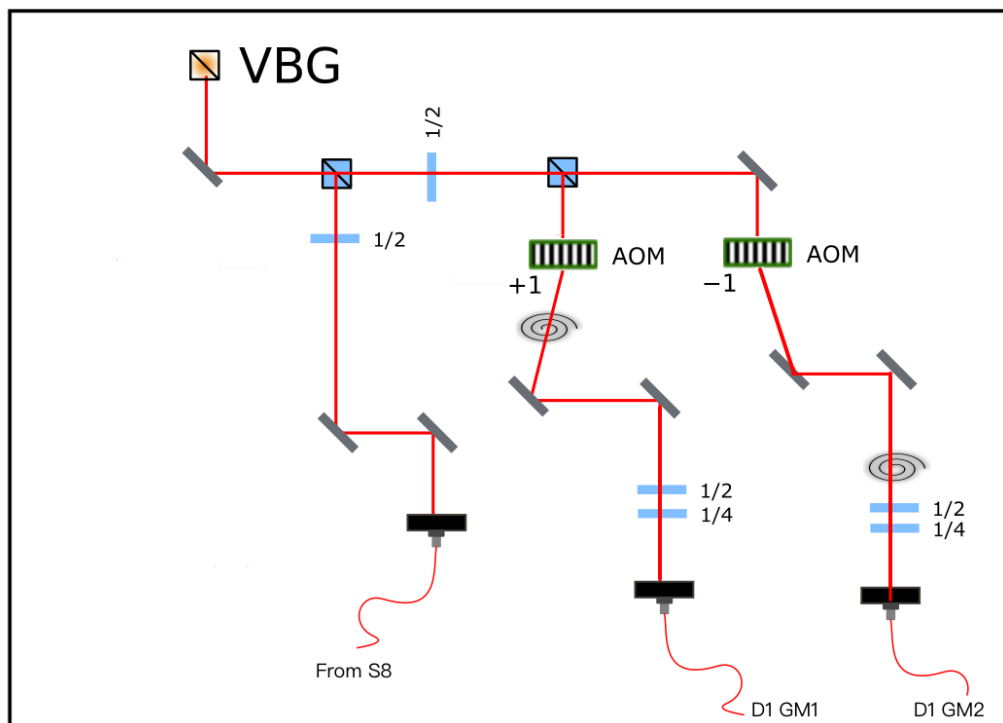 VBG
1/2
1/2
AOM
AOM
+1
−1
1/2
1/4
1/2
1/4
From S8
D1 GM1
D1 GM2